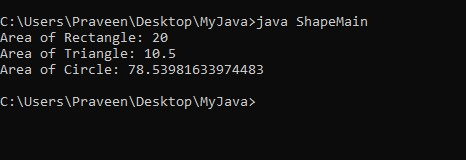 C:\Users\Praveen\Desktop\MyJava>java ShapeMain
Area of Rectangle: 20
Area of Triangle: 10.5
Area of Circle: 78.53981633974483
C:\Users\Praveen\Desktop\MyJava>